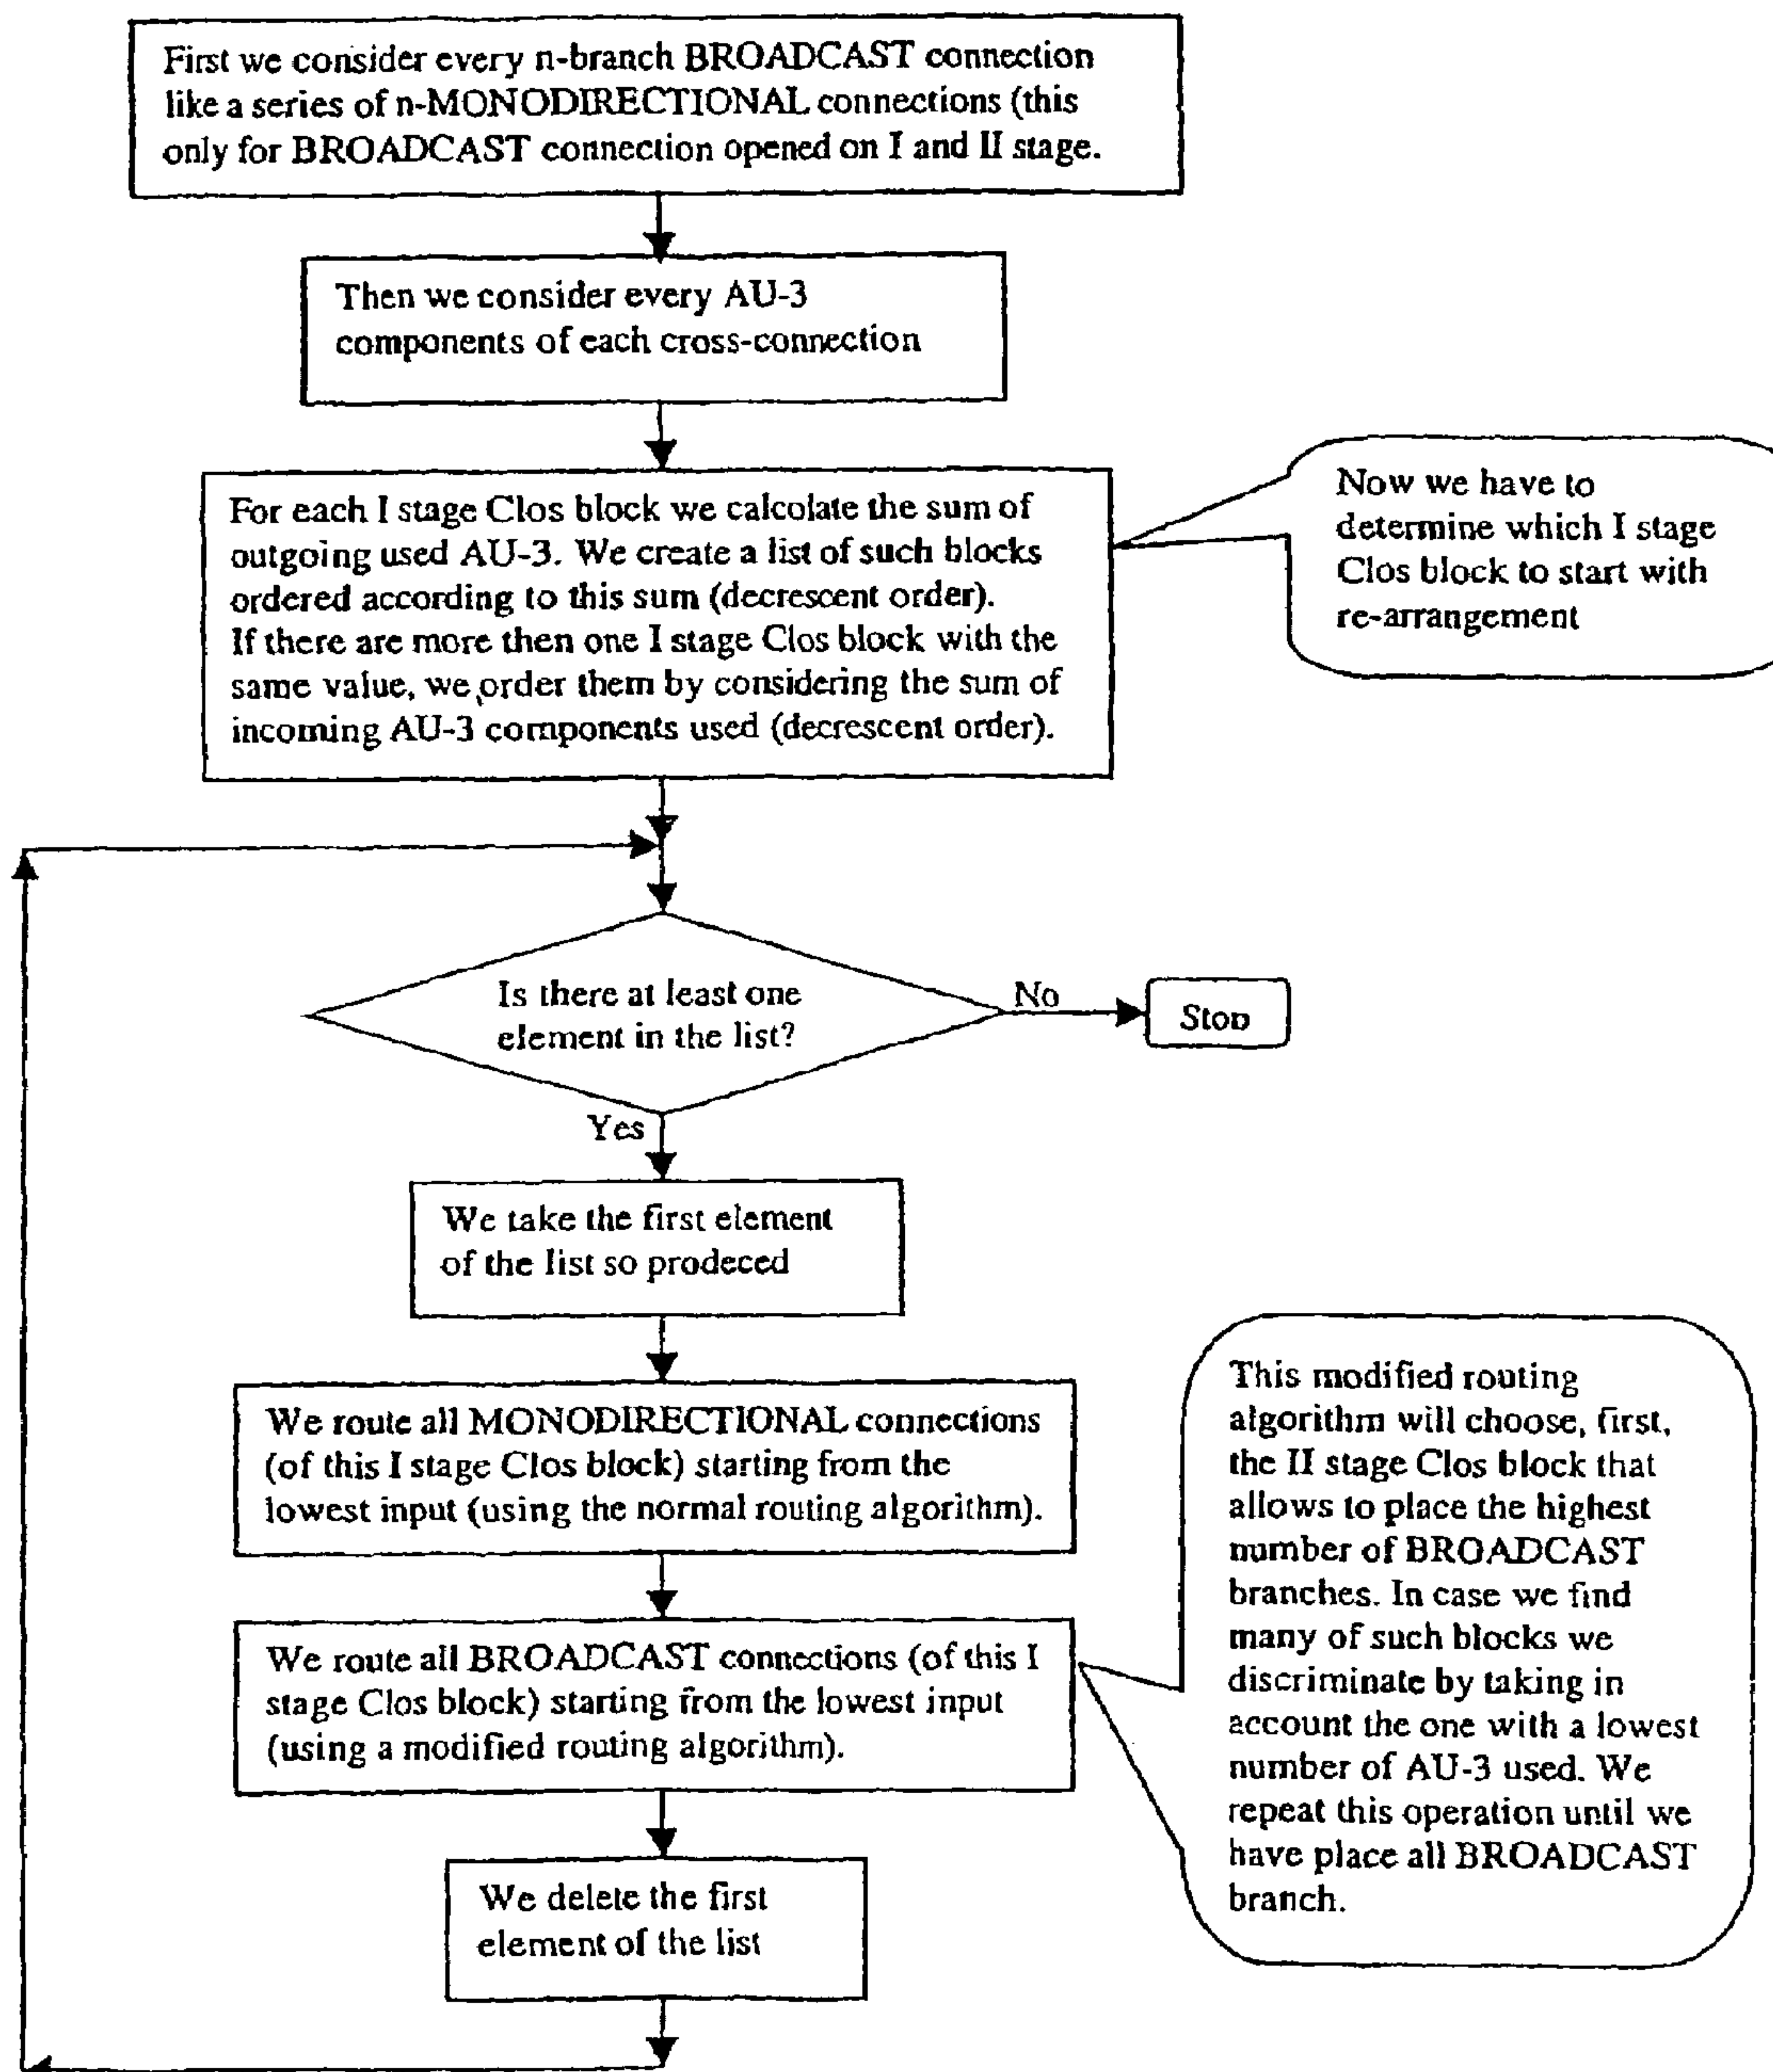 First we consider every n-branch BROADCAST connection
like a series of n-MONODIRECTIONAL connections (this
only for BROADCAST connection opened on I and II stage.
Then we consider every AU-3
components of each cross-connection
For each I stage Clos block we calcolate the sum of
outgoing used AU-3. We create a list of such blocks
ordered according to this sum (decrescent order).
If there are more then one I stage Clos block with the
same value, we order them by considering the sum of
incoming AU-3 components used (decrescent order).
Now we have to
determine which I stage
Clos block to start with
re-arrangement
Is there at least one
element in the list?
No
Stop
Yes
We take the first element
of the list so prodeced
We route all MONODIRECTIONAL connections
(of this I stage Clos block) starting from the
lowest input (using the normal routing algorithm).
We route all BROADCAST connections (of this I
stage Clos block) starting from the lowest input
(using a modified routing algorithm).
This modified routing
algorithm will choose, first,
the II stage Clos block that
allows to place the highest
number of BROADCAST
branches. In case we find
many of such blocks we
discriminate by taking in
account the one with a lowest
number of AU-3 used. We
repeat this operation until we
have place all BROADCAST
branch.
We delete the first
element of the list